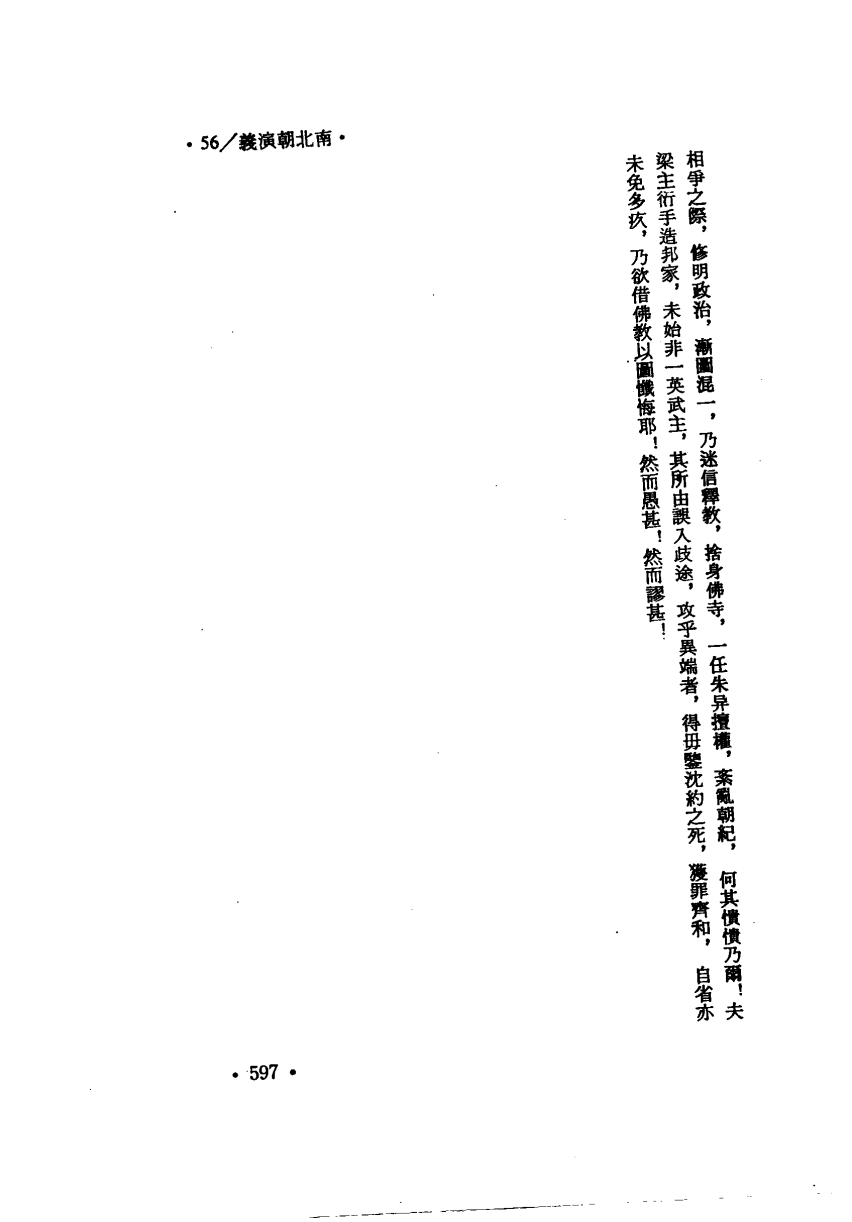 ·56／義演朝北南·
相爭之際，修明政治，漸圖混一，乃迷信釋教，捨身佛寺，一任朱异擅權，紊亂朝紀，何其憒憒乃爾！夫
梁主衍手造邦家，未始非一英武主，其所由誤入歧途，攻乎異端者，得毋鑒沈約之死，獲罪齊和，自省亦
未免多疚，乃欲借佛教以圖懺悔耶！然而愚甚！然而謬甚！
·597·